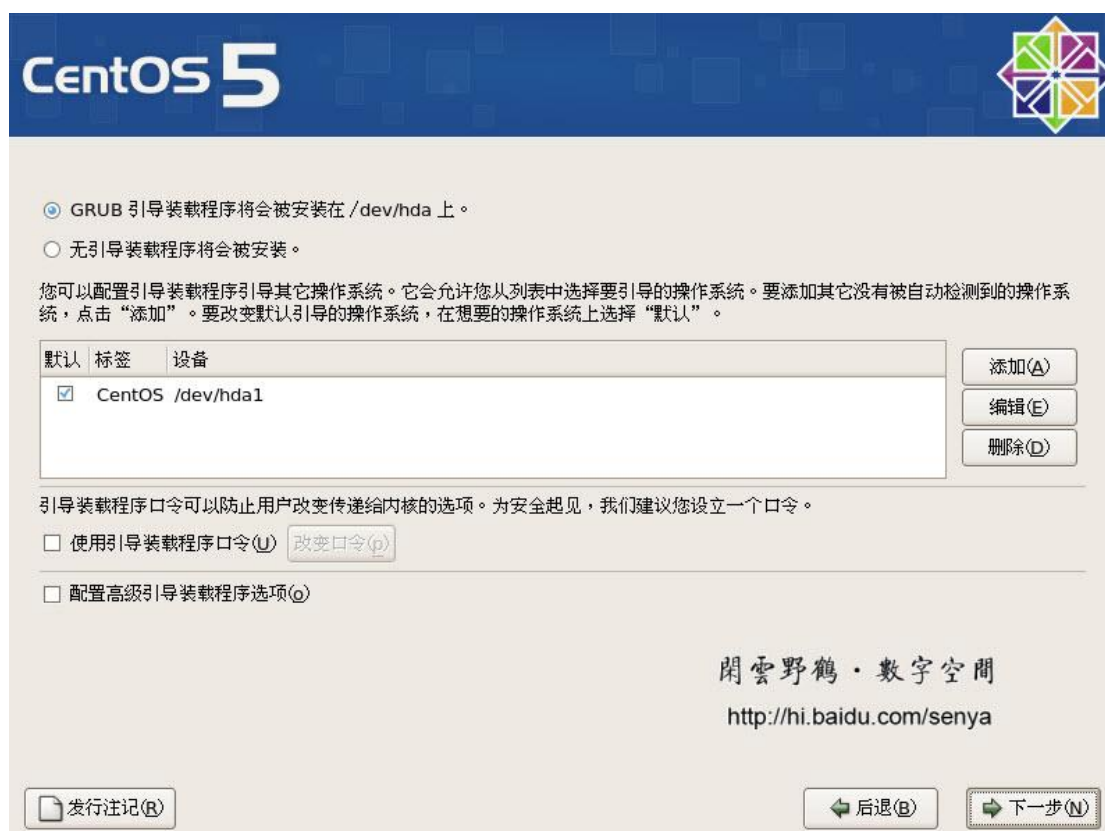 CentOS 5
GRUB 引导装载程序将会被安装在 /dev/hda 上。
无引导装载程序将会被安装。
您可以配置引导装载程序引导其它操作系统。它会允许您从列表中选择要引导的操作系统。要添加其它没有被自动检测到的操作系
统，点击“添加”。要改变默认引导的操作系统，在想要的操作系统上选择“默认”。
默认 标签 设备
CentOS /dev/hda1
添加(A)
编辑(E)
删除(D)
引导装载程序口令可以防止用户改变传递给内核的选项。为安全起见，我们建议您设立一个口令。
使用引导装载程序口令(U) 改变口令(p)
配置高级引导装载程序选项(o)
閑雲野鶴·數字空間
http://hi.baidu.com/senya
发行注记(R) 后退(B) 下一步(N)